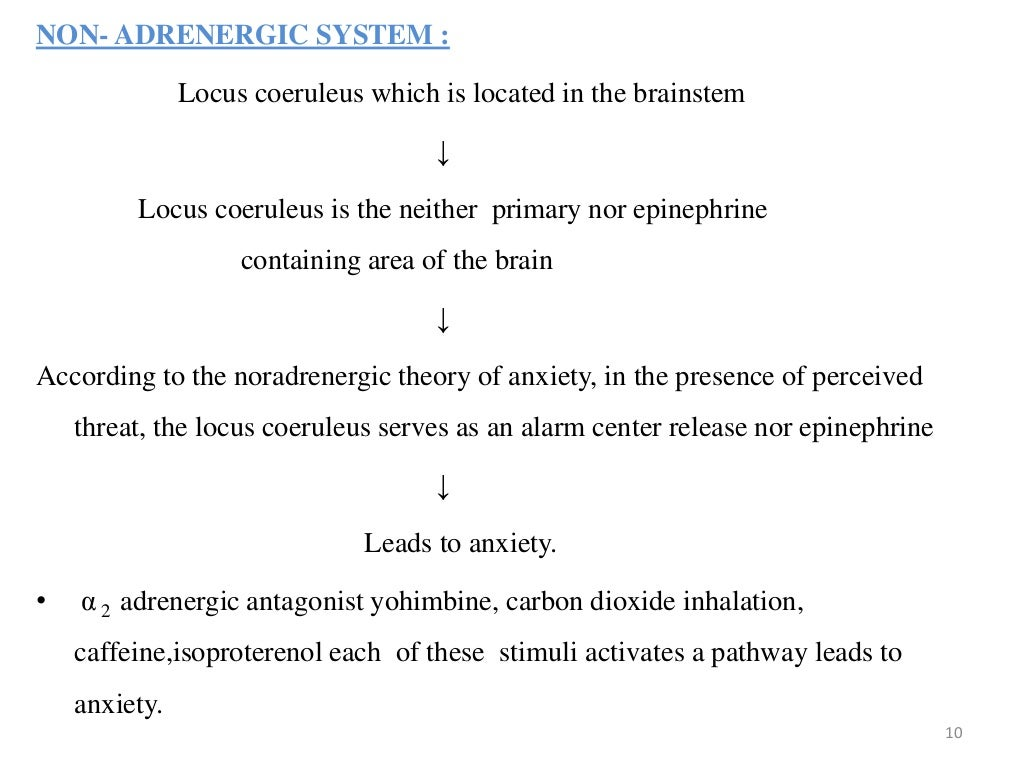 NON- ADRENERGIC SYSTEM :
Locus coeruleus which is located in the brainstem
↓
Locus coeruleus is the neither primary nor epinephrine
containing area of the brain
↓
According to the noradrenergic theory of anxiety, in the presence of perceived
threat, the locus coeruleus serves as an alarm center release nor epinephrine
↓
Leads to anxiety.
• α₂ adrenergic antagonist yohimbine, carbon dioxide inhalation,
caffeine,isoproterenol each of these stimuli activates a pathway leads to
anxiety.
10